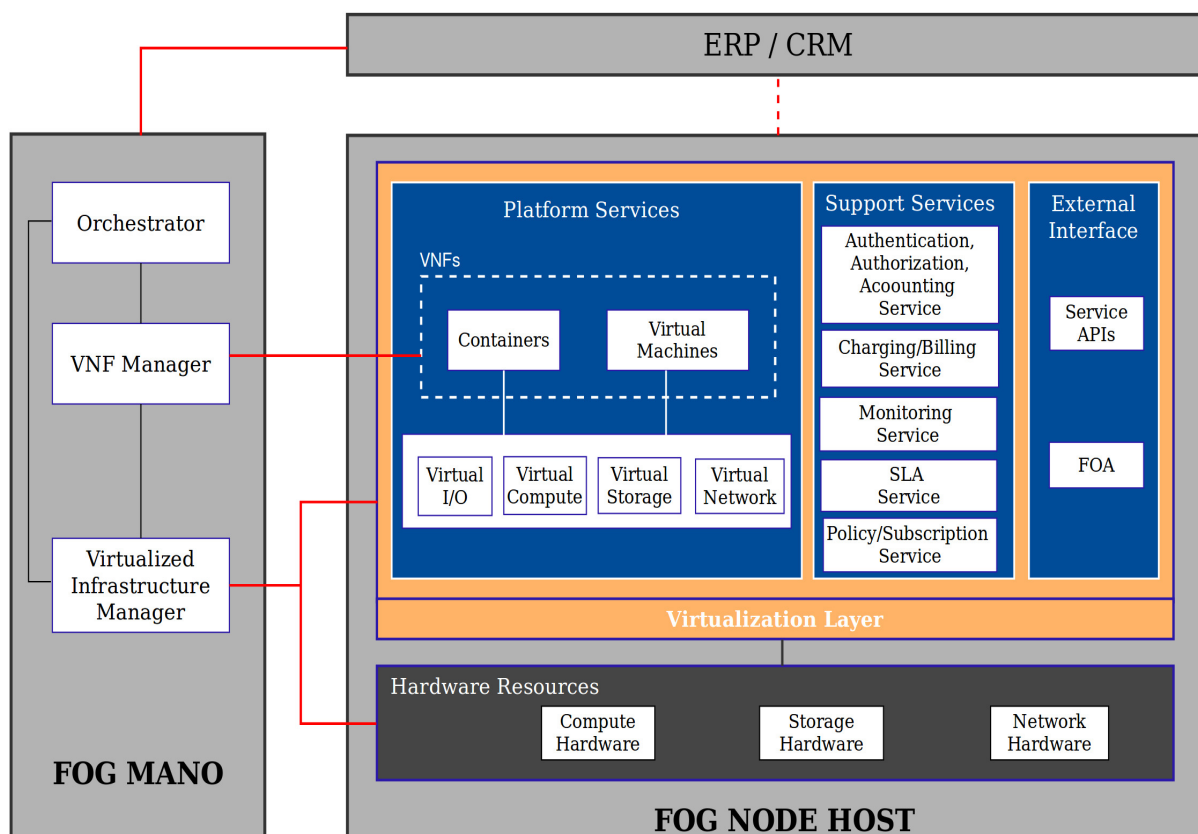 ERP / CRM
Orchestrator
VNF Manager
Virtualized
Infrastructure
Manager
FOG MANO
Platform Services
VNFs
Containers
Virtual
Machines
Virtual
I/O
Virtual
Compute
Virtual
Storage
Virtual
Network
Support Services
Authentication,
Authorization,
Acoounting
Service
Charging/Billing
Service
Monitoring
Service
SLA
Service
Policy/Subscription
Service
External
Interface
Service
APIs
FOA
Virtualization Layer
Hardware Resources
Compute
Hardware
Storage
Hardware
Network
Hardware
FOG NODE HOST